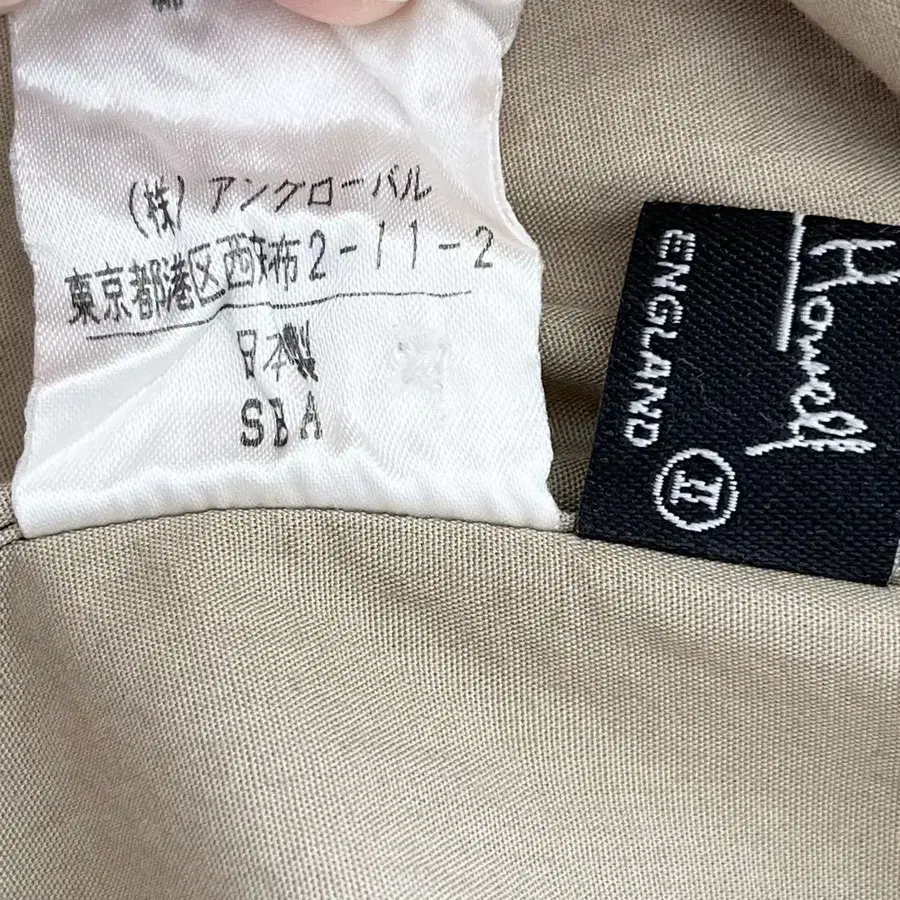 (株) アングローバル
東京都港区西麻布2-11-2
日本製
SBA
Howell
ENGLAND
II